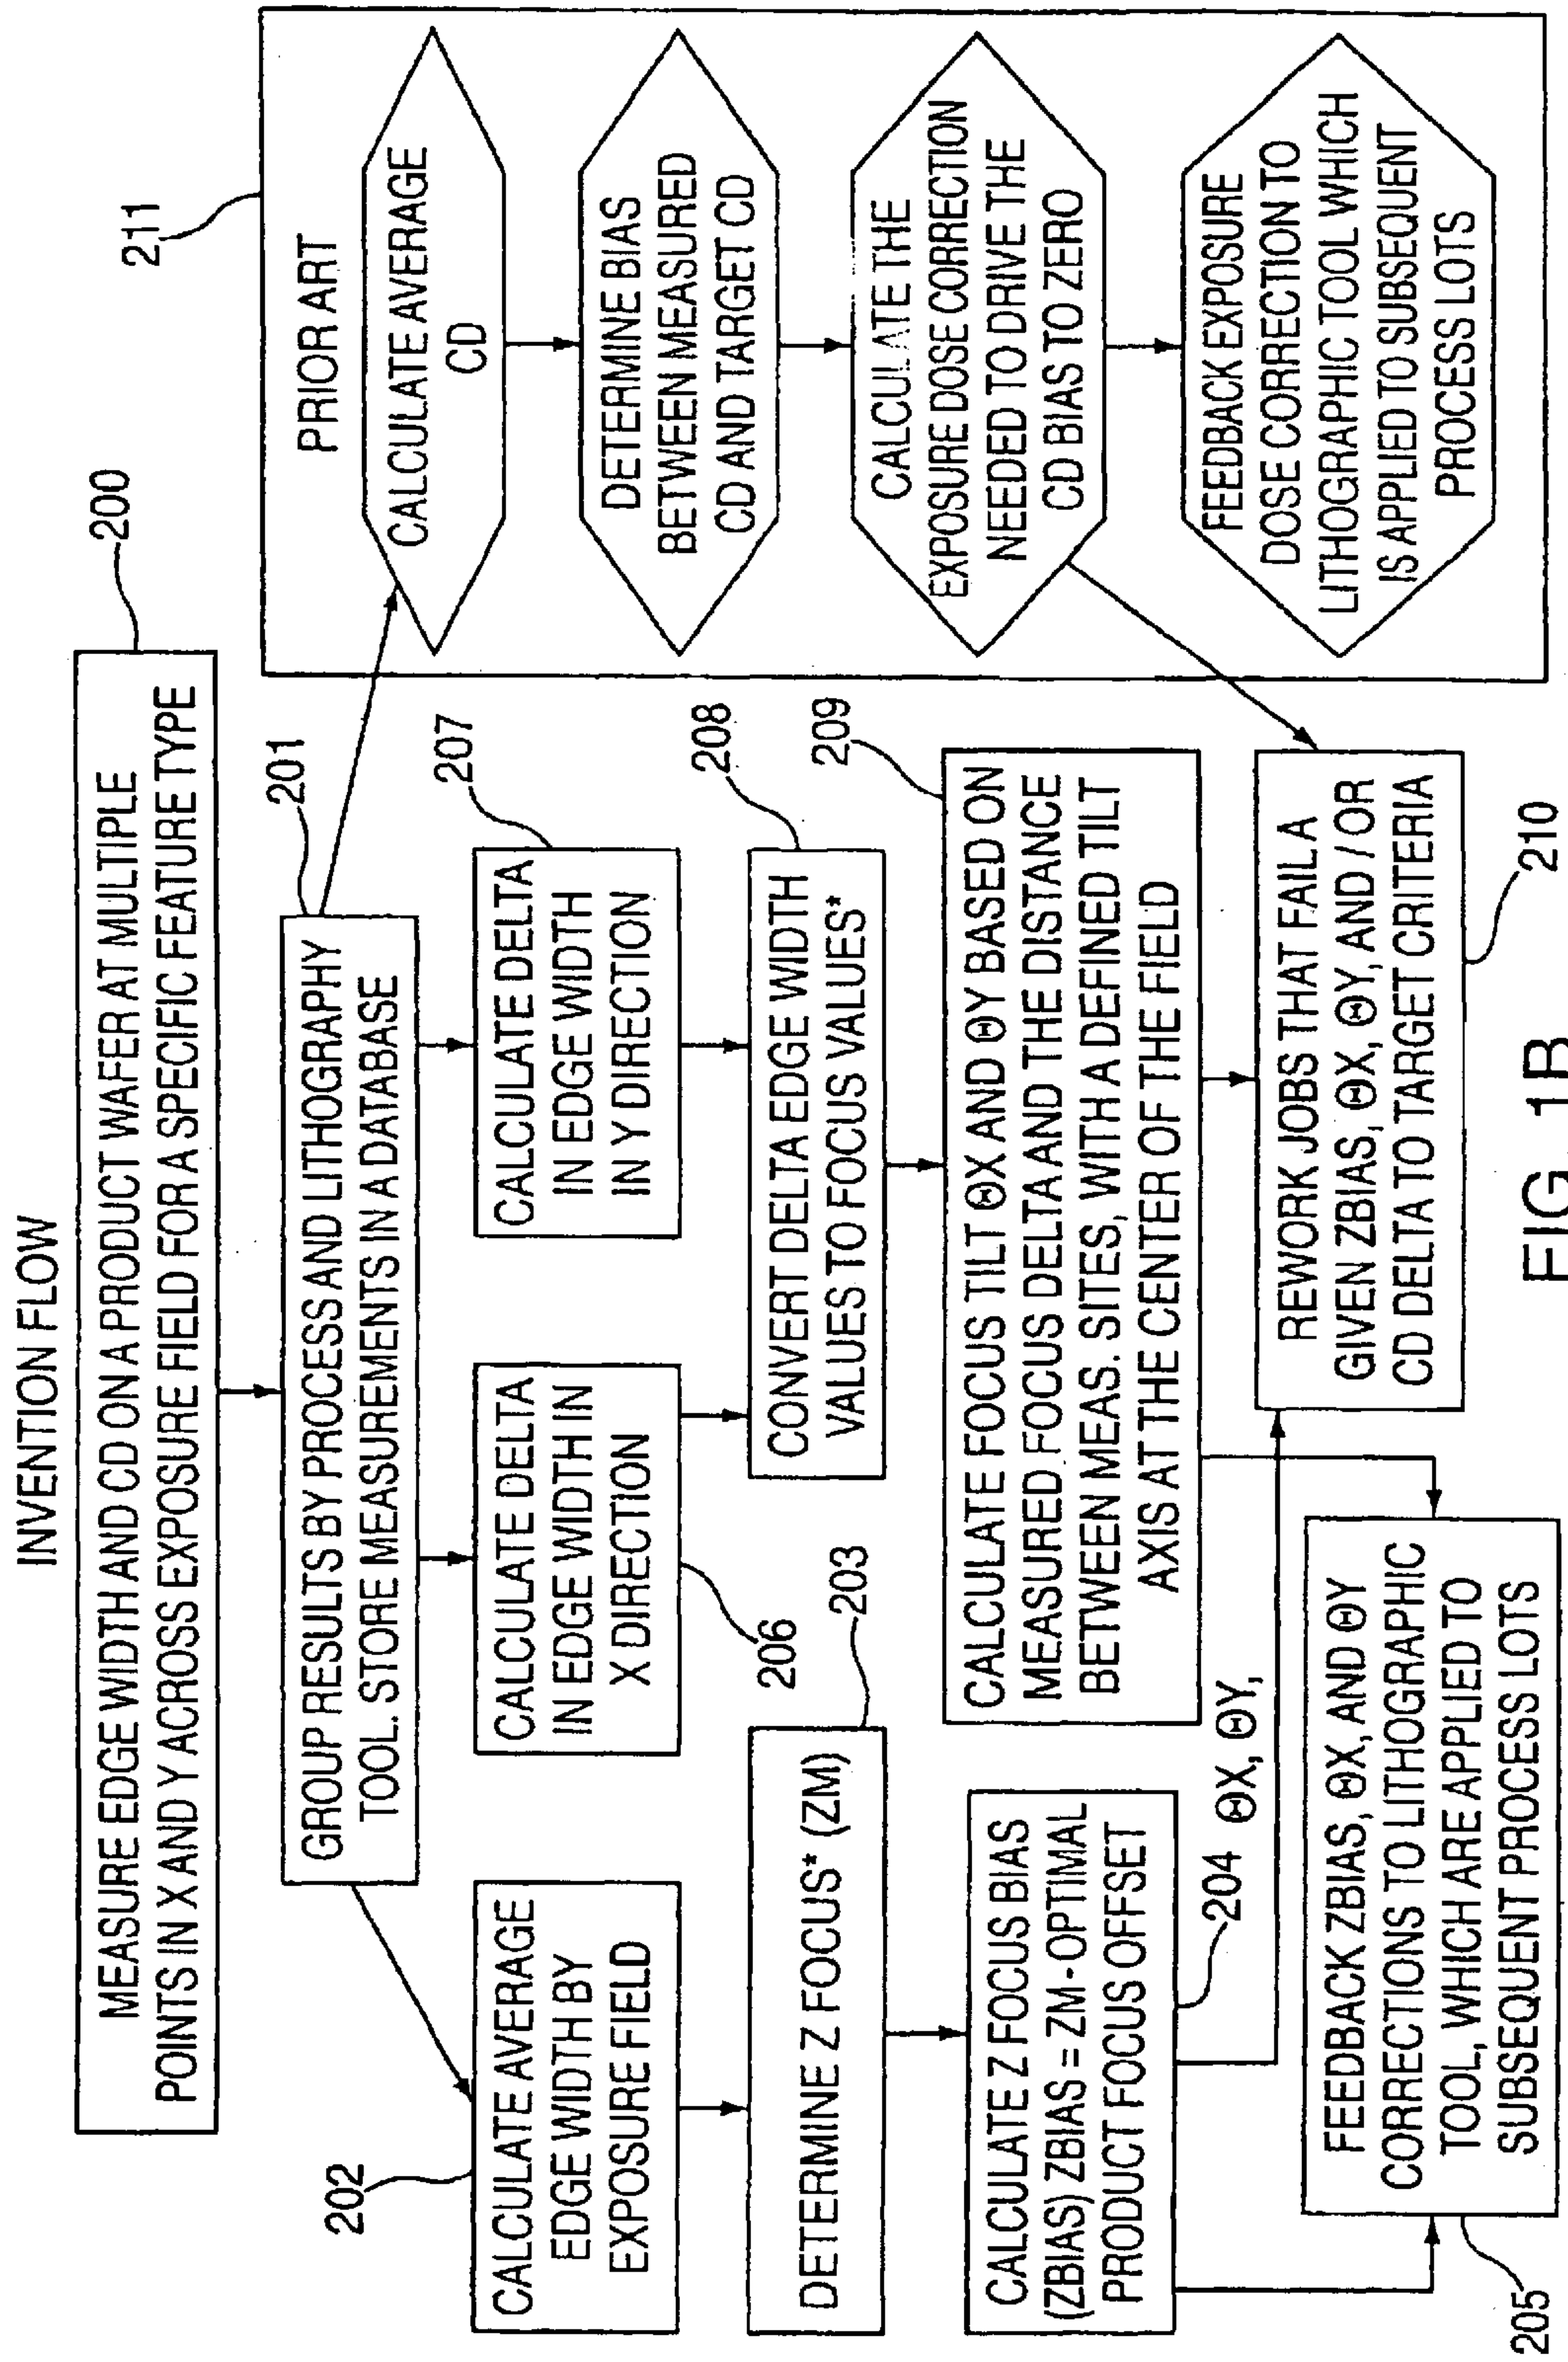 INVENTION FLOW
MEASURE EDGE WIDTH AND CD ON A PRODUCT WAFER AT MULTIPLE
POINTS IN X AND Y ACROSS EXPOSURE FIELD FOR A SPECIFIC FEATURE TYPE
200
GROUP RESULTS BY PROCESS AND LITHOGRAPHY
TOOL. STORE MEASUREMENTS IN A DATABASE
201
202
CALCULATE AVERAGE
EDGE WIDTH BY
EXPOSURE FIELD
CALCULATE DELTA
IN EDGE WIDTH IN
X DIRECTION
206
CALCULATE DELTA
IN EDGE WIDTH
IN Y DIRECTION
207
DETERMINE Z FOCUS* (ZM)
203
CONVERT DELTA EDGE WIDTH
VALUES TO FOCUS VALUES*
208
CALCULATE Z FOCUS BIAS
(ZBIAS) ZBIAS = ZM-OPTIMAL
PRODUCT FOCUS OFFSET
204
ΘX, ΘY,
CALCULATE FOCUS TILT ΘX AND ΘY BASED ON
MEASURED FOCUS DELTA AND THE DISTANCE
BETWEEN MEAS. SITES, WITH A DEFINED TILT
AXIS AT THE CENTER OF THE FIELD
209
FEEDBACK ZBIAS, ΘX, AND ΘY
CORRECTIONS TO LITHOGRAPHIC
TOOL, WHICH ARE APPLIED TO
SUBSEQUENT PROCESS LOTS
205
REWORK JOBS THAT FAIL A
GIVEN ZBIAS, ΘX, ΘY, AND / OR
CD DELTA TO TARGET CRITERIA
210
211
PRIOR ART
CALCULATE AVERAGE
CD
DETERMINE BIAS
BETWEEN MEASURED
CD AND TARGET CD
CALCULATE THE
EXPOSURE DOSE CORRECTION
NEEDED TO DRIVE THE
CD BIAS TO ZERO
FEEDBACK EXPOSURE
DOSE CORRECTION TO
LITHOGRAPHIC TOOL WHICH
IS APPLIED TO SUBSEQUENT
PROCESS LOTS
FIG. 1B